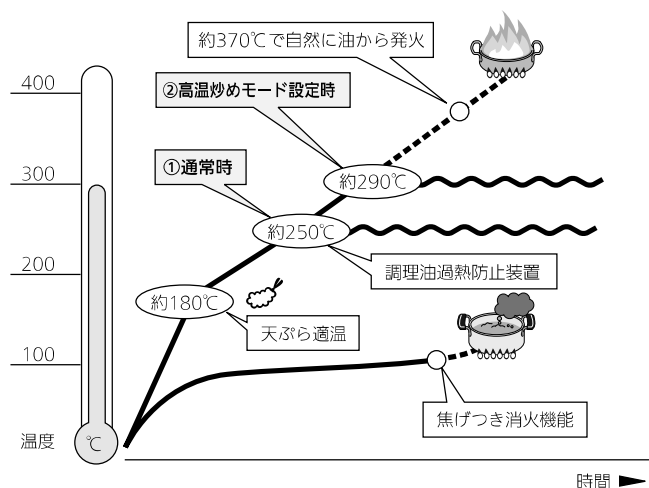 約370℃で自然に油から発火
400
②高温炒めモード設定時
①通常時
300
約290℃
約250℃
200
調理油過熱防止装置
約180℃
天ぷら適温
100
焦げつき消火機能
温度
℃
時間